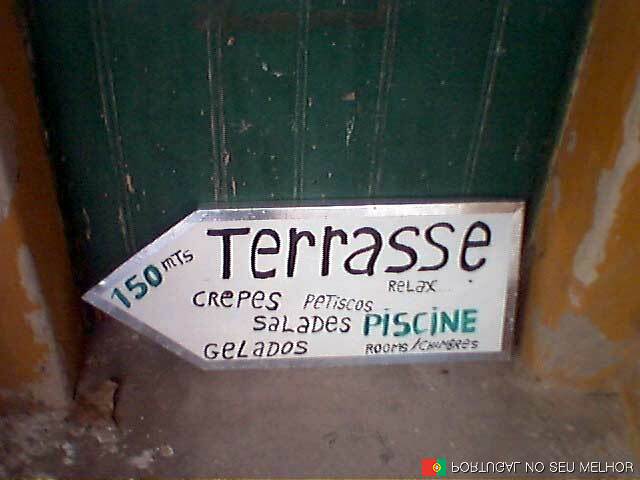 150 mTs
Terrasse
RELAX
CREPES PETiscos
SALADES PiSCiNE
GELADOS ROOMS/CHAMBRES
PORTUGAL NO SEU MELHOR